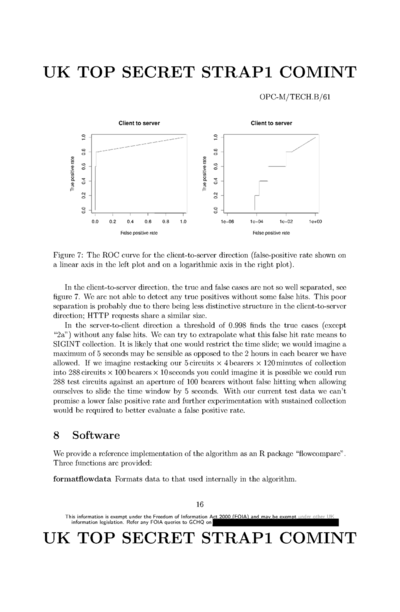 UK TOP SECRET STRAP1 COMINT
OPC-M/TECH.B/61
Client to server
Client to server
True positive rate
0.0 0.2 0.4 0.6 0.8 1.0
0.0 0.2 0.4 0.6 0.8 1.0
False positive rate
True positive rate
0.0 0.2 0.4 0.6 0.8 1.0
1e-06 1e-04 1e-02 1e+00
False positive rate
Figure 7: The ROC curve for the client-to-server direction (false-positive rate shown on
a linear axis in the left plot and on a logarithmic axis in the right plot).
In the client-to-server direction, the true and false cases are not so well separated, see
figure 7. We are not able to detect any true positives without some false hits. This poor
separation is probably due to there being less distinctive structure in the client-to-server
direction; HTTP requests share a similar size.
In the server-to-client direction a threshold of 0.998 finds the true cases (except
“2a”) without any false hits. We can try to extrapolate what this false hit rate means to
SIGINT collection. It is likely that one would restrict the time slide; we would imagine a
maximum of 5 seconds may be sensible as opposed to the 2 hours in each bearer we have
allowed. If we imagine restacking our 5 circuits × 4 bearers × 120 minutes of collection
into 288 circuits × 100 bearers × 10 seconds you could imagine it is possible we could run
288 test circuits against an aperture of 100 bearers without false hitting when allowing
ourselves to slide the time window by 5 seconds. With our current test data we can't
promise a lower false positive rate and further experimentation with sustained collection
would be required to better evaluate a false positive rate.
8 Software
We provide a reference implementation of the algorithm as an R package “flowcompare”.
Three functions are provided:
formatflowdata Formats data to that used internally in the algorithm.
16
This information is exempt under the Freedom of Information Act 2000 (FOIA) and may be exempt under other UK
information legislation. Refer any FOIA queries to GCHQ on
UK TOP SECRET STRAP1 COMINT